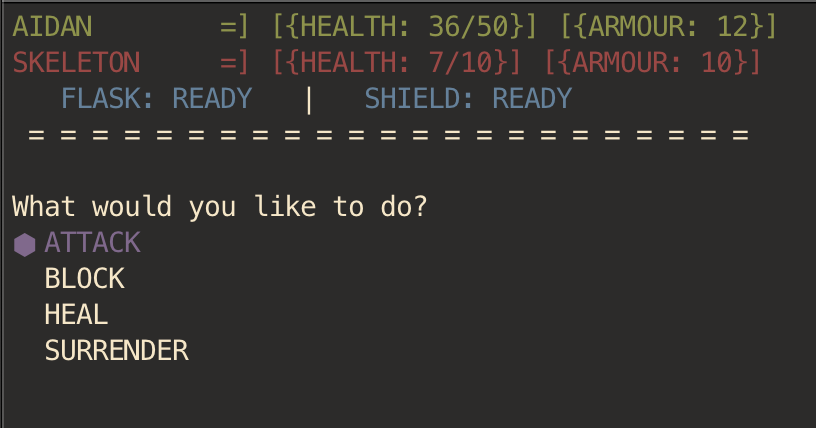 AIDAN =] [{HEALTH: 36/50}] [{ARMOUR: 12}]
SKELETON =] [{HEALTH: 7/10}] [{ARMOUR: 10}]
FLASK: READY | SHIELD: READY
= = = = = = = = = = = = = = = = = = = = = = =
What would you like to do?
ATTACK
BLOCK
HEAL
SURRENDER